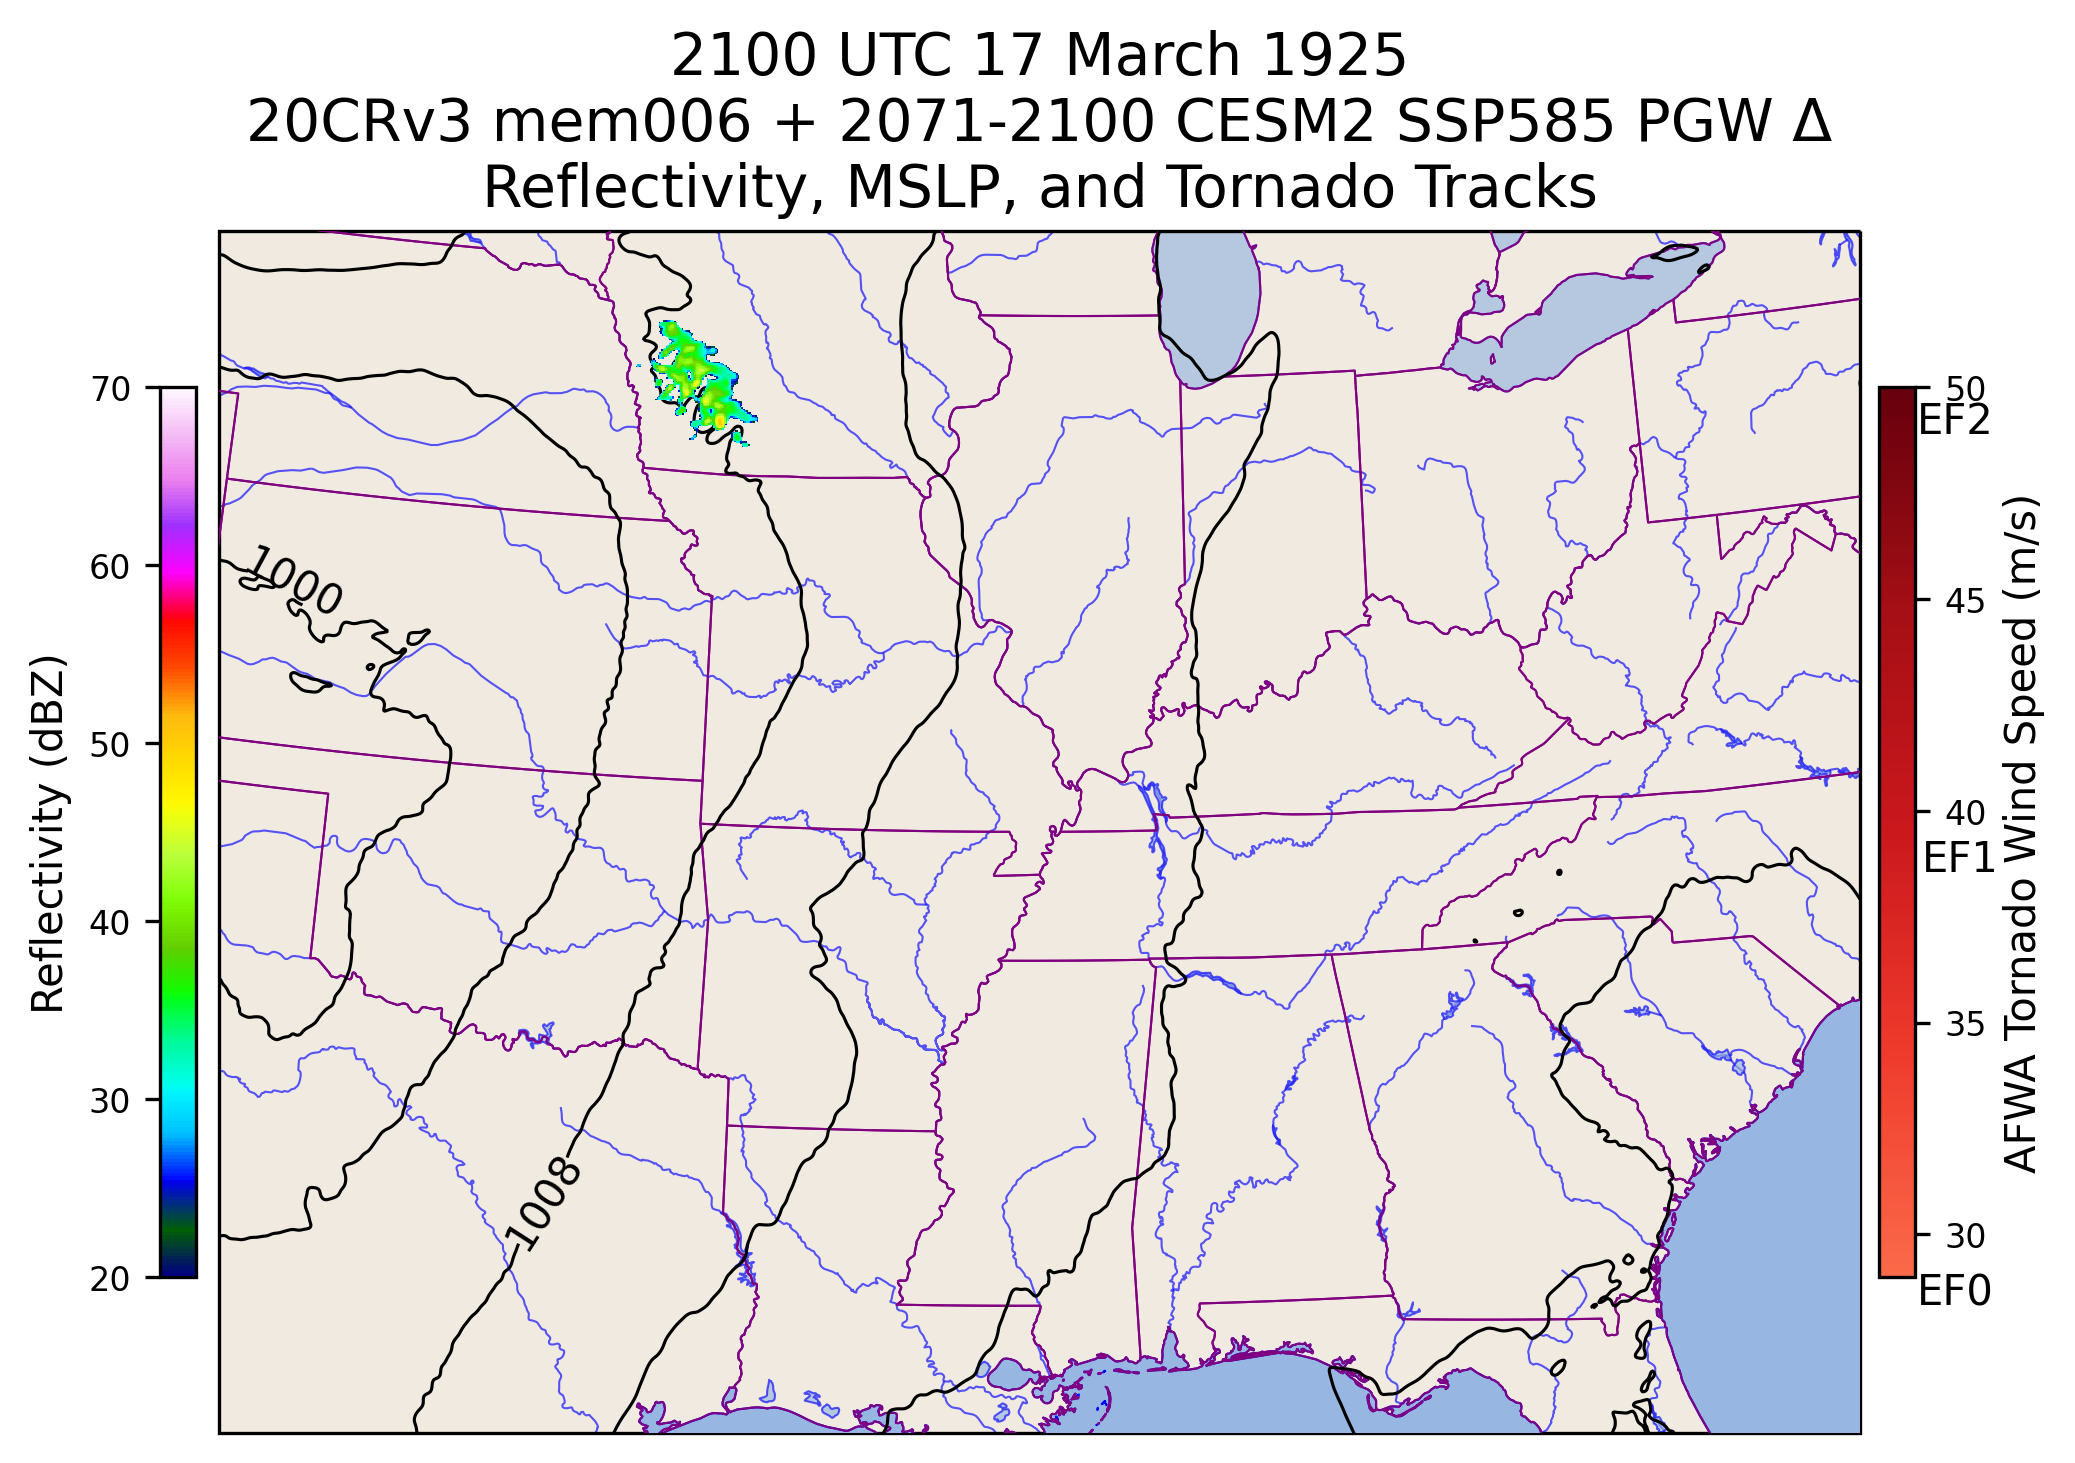 2100 UTC 17 March 1925
20CRv3 mem006 + 2071-2100 CESM2 SSP585 PGW Δ
Reflectivity, MSLP, and Tornado Tracks
Reflectivity (dBZ)
70
60
50
40
30
20
1000
1008
50
EF2
45
40
EF1
35
30
EF0
AFWA Tornado Wind Speed (m/s)